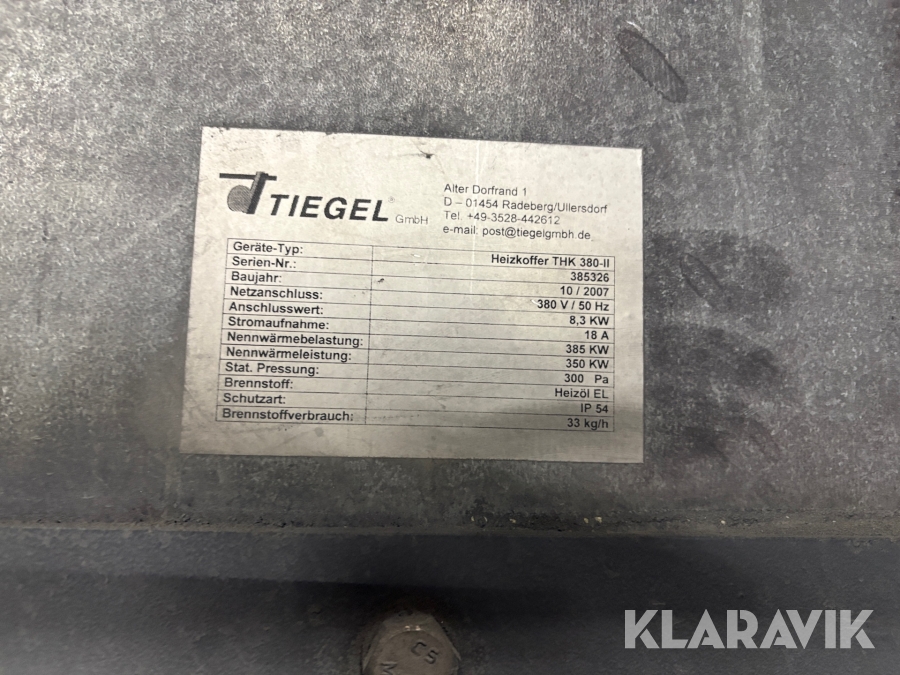 TIEGEL GmbH
Alter Dorfrand 1
D – 01454 Radeberg/Ullersdorf
Tel. +49-3528-442612
e-mail: post@tiegelgmbh.de
Geräte-Typ: Heizkoffer THK 380-II
Serien-Nr.: 385326
Baujahr: 10 / 2007
Netzanschluss: 380 V / 50 Hz
Anschlusswert: 8,3 KW
Stromaufnahme: 18 A
Nennwärmebelastung: 385 KW
Nennwärmeleistung: 350 KW
Stat. Pressung: 300 Pa
Brennstoff: Heizöl EL
Schutzart: IP 54
Brennstoffverbrauch: 33 kg/h
KLARAVIK